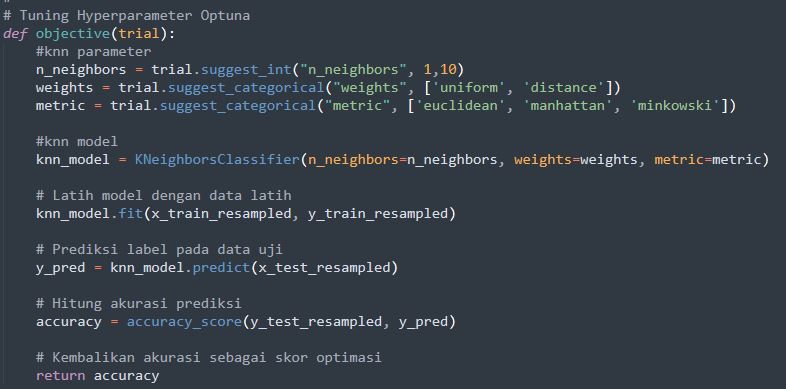 # Tuning Hyperparameter Optuna
def objective(trial):
    #knn parameter
    n_neighbors = trial.suggest_int("n_neighbors", 1,10)
    weights = trial.suggest_categorical("weights", ['uniform', 'distance'])
    metric = trial.suggest_categorical("metric", ['euclidean', 'manhattan', 'minkowski'])
    #knn model
    knn_model = KNeighborsClassifier(n_neighbors=n_neighbors, weights=weights, metric=metric)
    # Latih model dengan data latih
    knn_model.fit(x_train_resampled, y_train_resampled)
    # Prediksi label pada data uji
    y_pred = knn_model.predict(x_test_resampled)
    # Hitung akurasi prediksi
    accuracy = accuracy_score(y_test_resampled, y_pred)
    # Kembalikan akurasi sebagai skor optimasi
    return accuracy